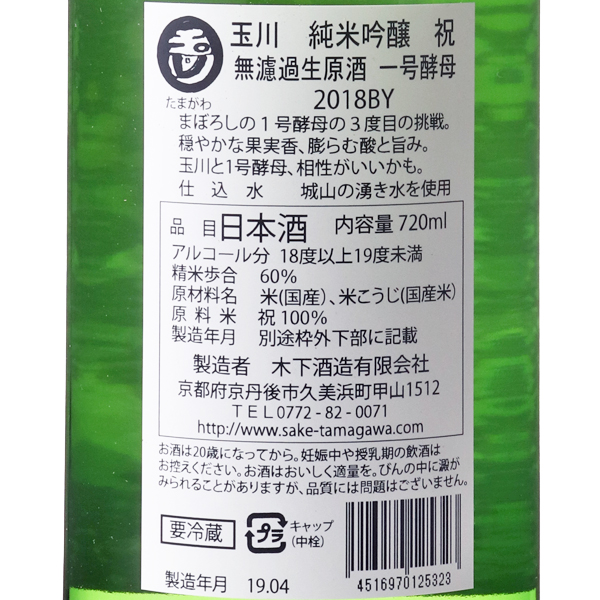 玉川　純米吟醸　祝
無濾過生原酒　一号酵母
たまがわ
2018BY
まぼろしの1号酵母の3度目の挑戦。
穏やかな果実香、膨らむ酸と旨み。
玉川と1号酵母、相性がいいかも。
仕込水　城山の湧き水を使用
品目 日本酒　内容量720ml
アルコール分　18度以上19度未満
精米歩合　60%
原材料名　米(国産)、米こうじ(国産米)
原料米　祝100%
製造年月　別途枠外下部に記載
製造者　木下酒造有限会社
京都府京丹後市久美浜町甲山1512
TEL0772-82-0071
http://www.sake-tamagawa.com/
お酒は20歳になってから。妊娠中や授乳期の飲酒は
お控えください。お酒はおいしく適量を。びんの中に澱が
みられることがありますが、品質には問題はございません。
要冷蔵
プラ
キャップ
(中栓)
製造年月　19.04
4516970125323